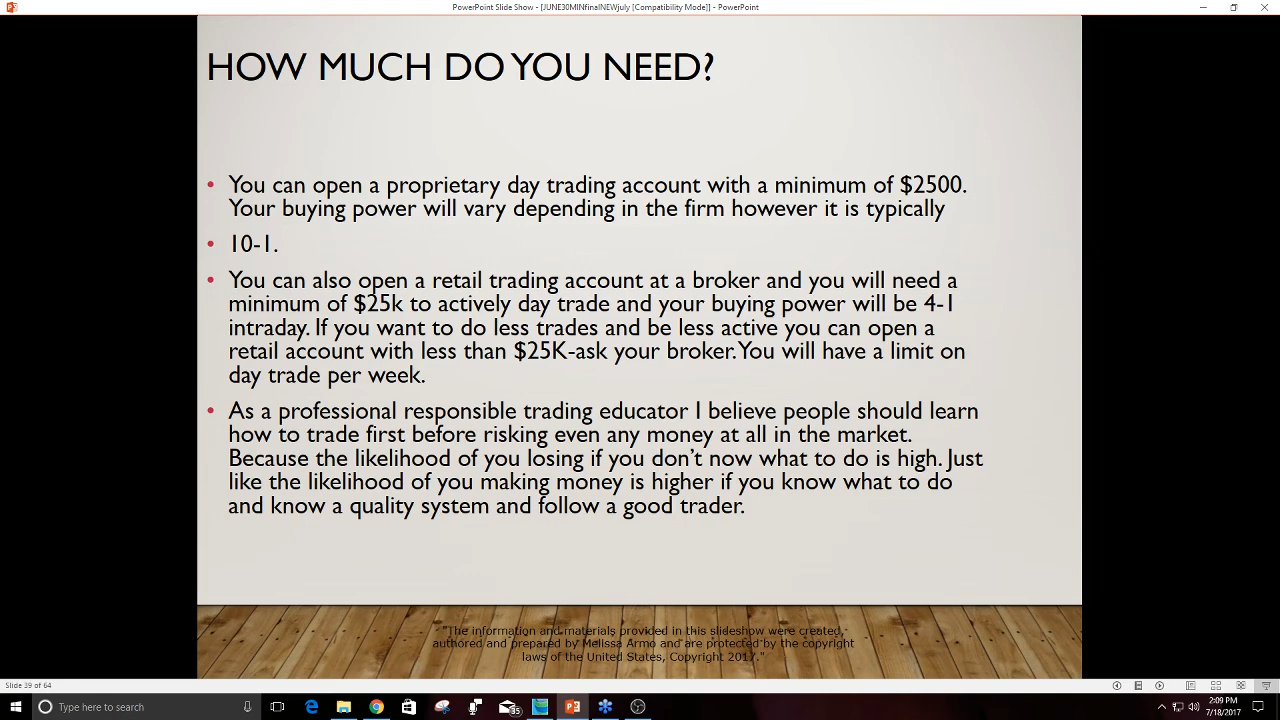 PowerPoint Slide Show - [JUNE30MINfinalNEWjuly [Compatibility Mode]] - PowerPoint
HOW MUCH DO YOU NEED?
• You can open a proprietary day trading account with a minimum of $2500.
Your buying power will vary depending in the firm however it is typically
• 10-1.
• You can also open a retail trading account at a broker and you will need a
minimum of $25k to actively day trade and your buying power will be 4-1
intraday. If you want to do less trades and be less active you can open a
retail account with less than $25K-ask your broker. You will have a limit on
day trade per week.
• As a professional responsible trading educator I believe people should learn
how to trade first before risking even any money at all in the market.
Because the likelihood of you losing if you don't now what to do is high. Just
like the likelihood of you making money is higher if you know what to do
and know a quality system and follow a good trader.
"The information and materials provided in this slideshow were created,
authored and prepared by Melissa Armo and are protected by the copyright
laws of the United States, Copyright 2017."
Slide 39 of 64
Type here to search
35
2:09 PM
7/18/2017